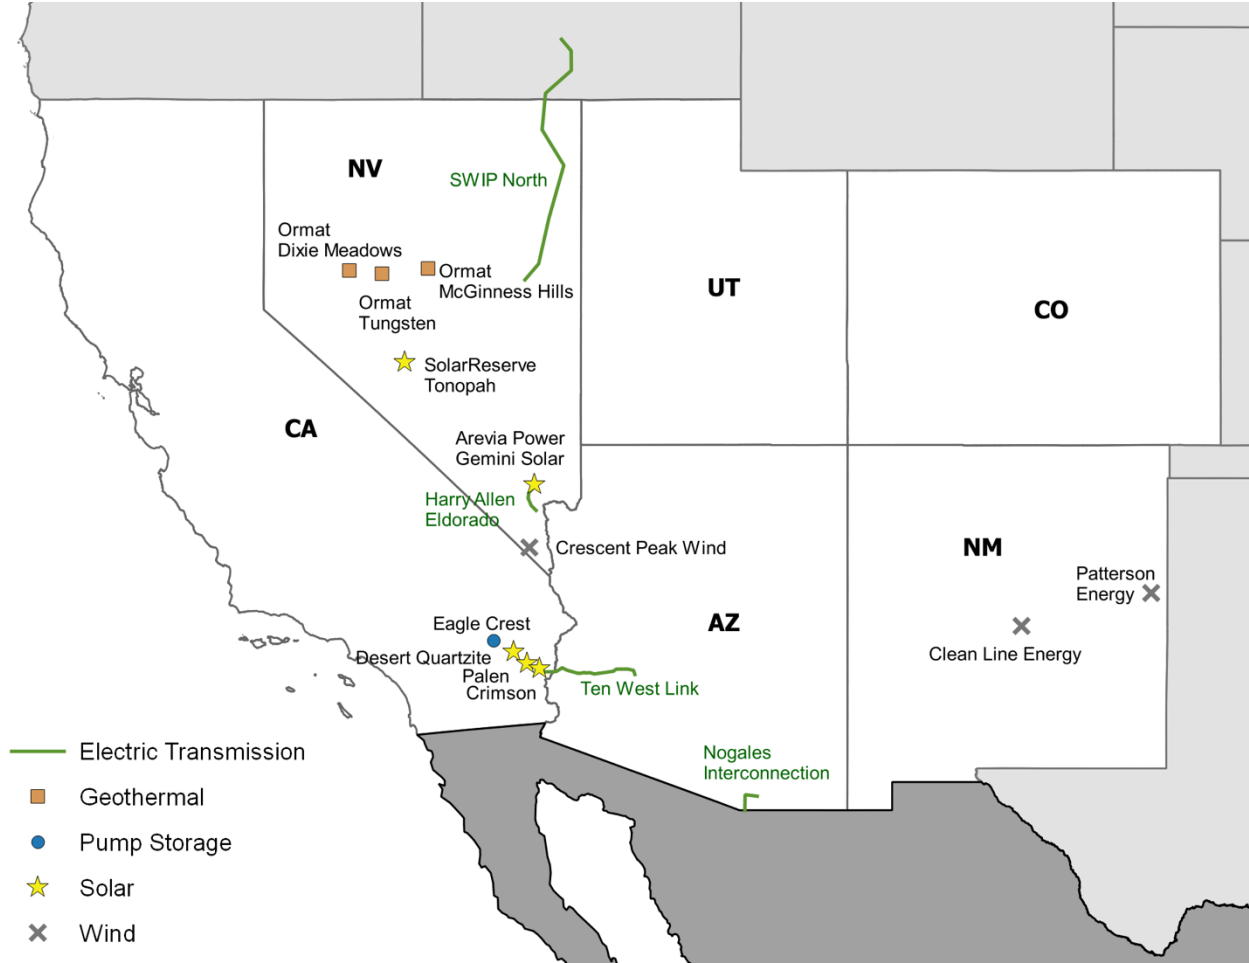 NV
SWIP North
Ormat
Dixie Meadows
Ormat
McGinness Hills
Ormat
Tungsten
UT
CO
SolarReserve
Tonopah
CA
Arevia Power
Gemini Solar
Harry Allen
Eldorado
Crescent Peak Wind
NM
Patterson
Energy
AZ
Eagle Crest
Clean Line Energy
Desert Quartzite
Palen
Crimson
Ten West Link
Nogales
Interconnection
Electric Transmission
Geothermal
Pump Storage
Solar
Wind